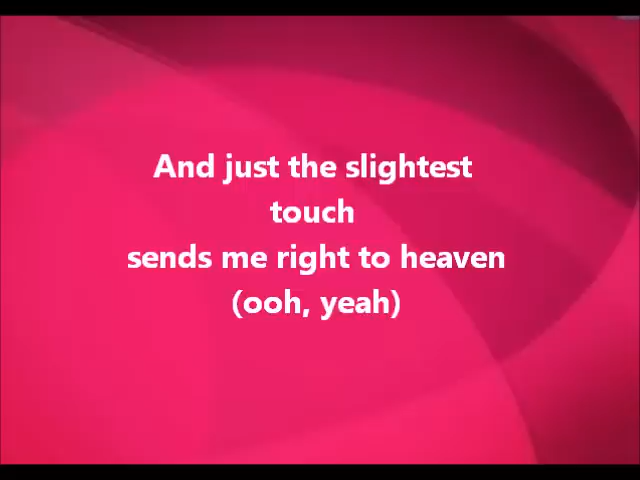 And just the slightest
touch
sends me right to heaven
(ooh, yeah)